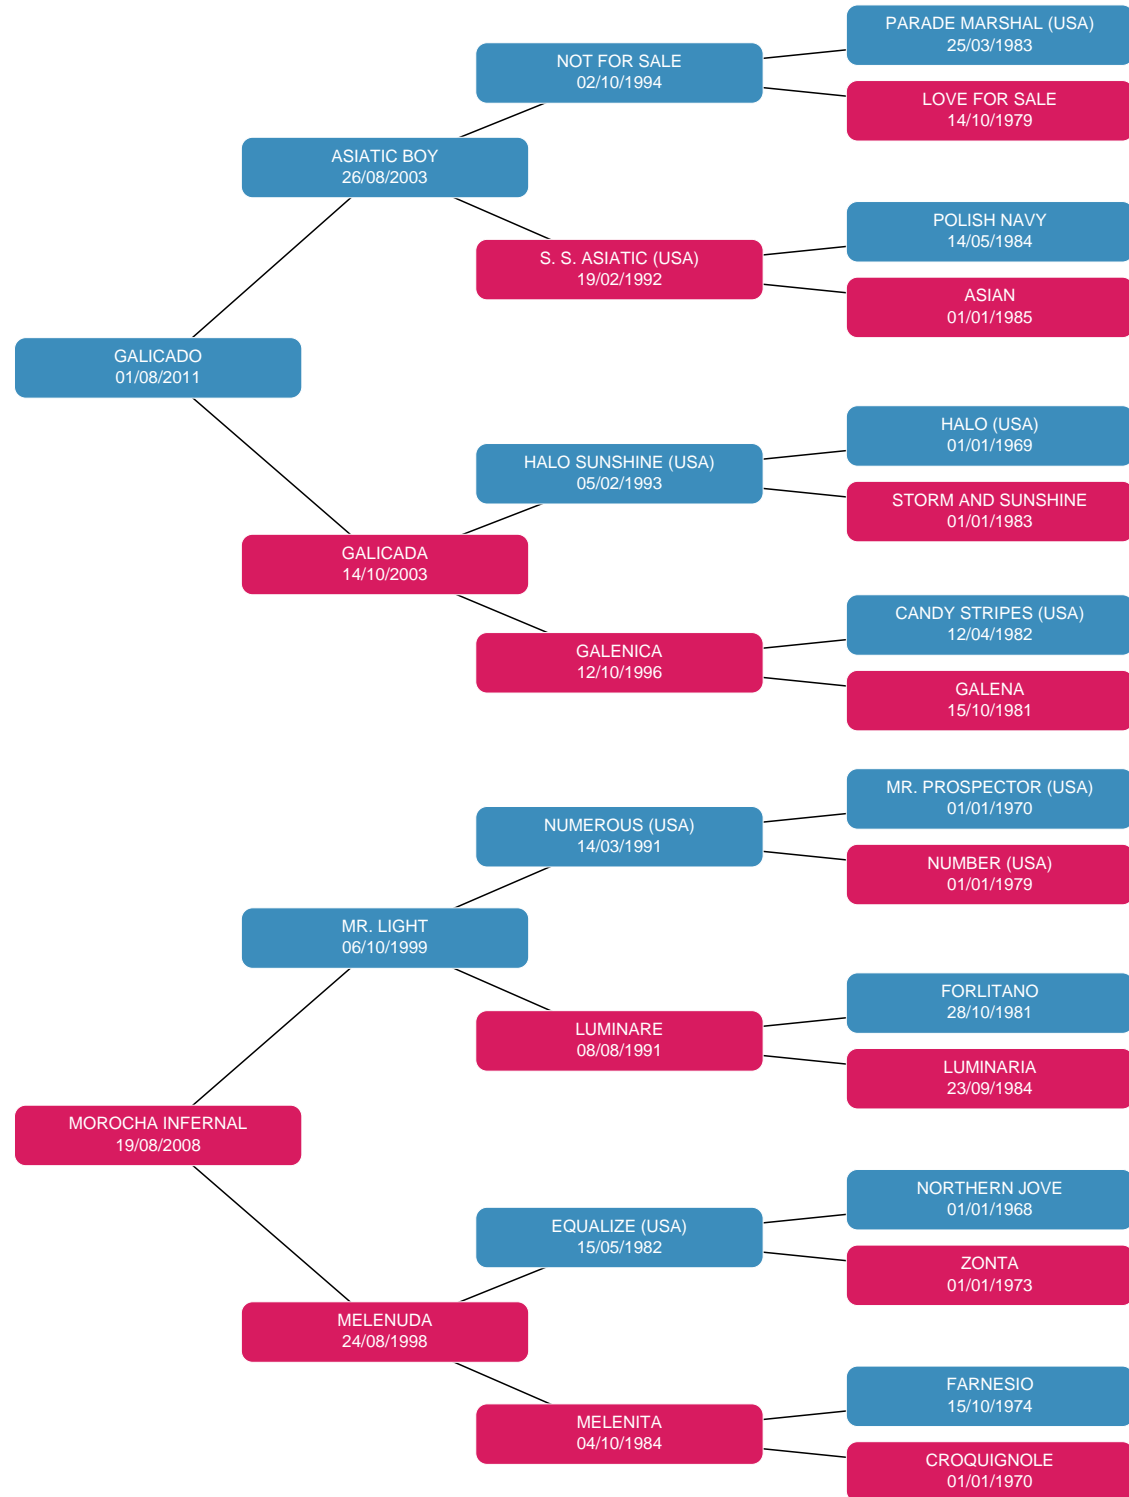 PARADE MARSHAL (USA)
25/03/1983
NOT FOR SALE
02/10/1994
LOVE FOR SALE
14/10/1979
ASIATIC BOY
26/08/2003
POLISH NAVY
14/05/1984
S. S. ASIATIC (USA)
19/02/1992
ASIAN
01/01/1985
GALICADO
01/08/2011
HALO (USA)
01/01/1969
HALO SUNSHINE (USA)
05/02/1993
STORM AND SUNSHINE
01/01/1983
GALICADA
14/10/2003
CANDY STRIPES (USA)
12/04/1982
GALENICA
12/10/1996
GALENA
15/10/1981
MR. PROSPECTOR (USA)
01/01/1970
NUMEROUS (USA)
14/03/1991
NUMBER (USA)
01/01/1979
MR. LIGHT
06/10/1999
FORLITANO
28/10/1981
LUMINARE
08/08/1991
LUMINARIA
23/09/1984
MOROCHA INFERNAL
19/08/2008
NORTHERN JOVE
01/01/1968
EQUALIZE (USA)
15/05/1982
ZONTA
01/01/1973
MELENUDA
24/08/1998
FARNESIO
15/10/1974
MELENITA
04/10/1984
CROQUIGNOLE
01/01/1970